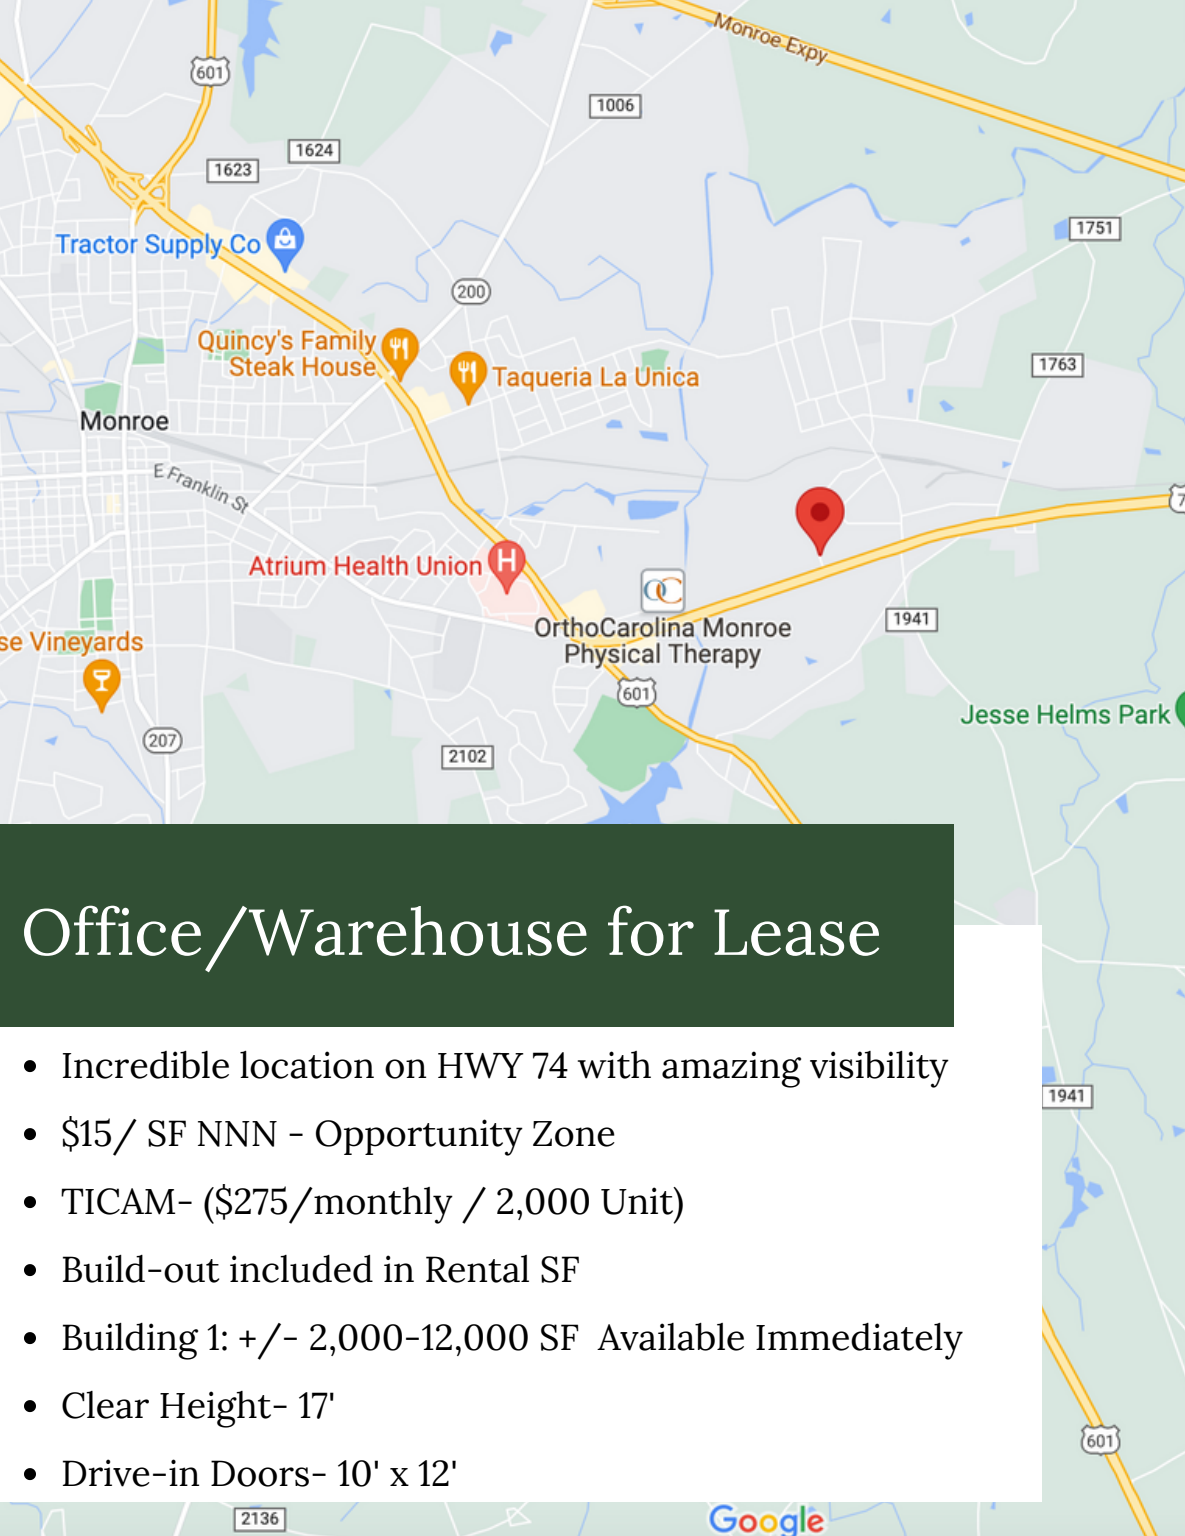 Monroe Expy
601
1006
1624
1623
1751
Tractor Supply Co
200
Quincy's Family
Steak House
Taqueria La Unica
1763
Monroe
E Franklin St
7
Atrium Health Union
H
OC
1941
OrthoCarolina Monroe
Physical Therapy
se Vineyards
601
Jesse Helms Park
207
2102
Office/Warehouse for Lease
• Incredible location on HWY 74 with amazing visibility
• $15/ SF NNN - Opportunity Zone
1941
• TICAM- ($275/monthly / 2,000 Unit)
• Build-out included in Rental SF
• Building 1: +/- 2,000-12,000 SF  Available Immediately
• Clear Height- 17'
601
• Drive-in Doors- 10' x 12'
2136
Google